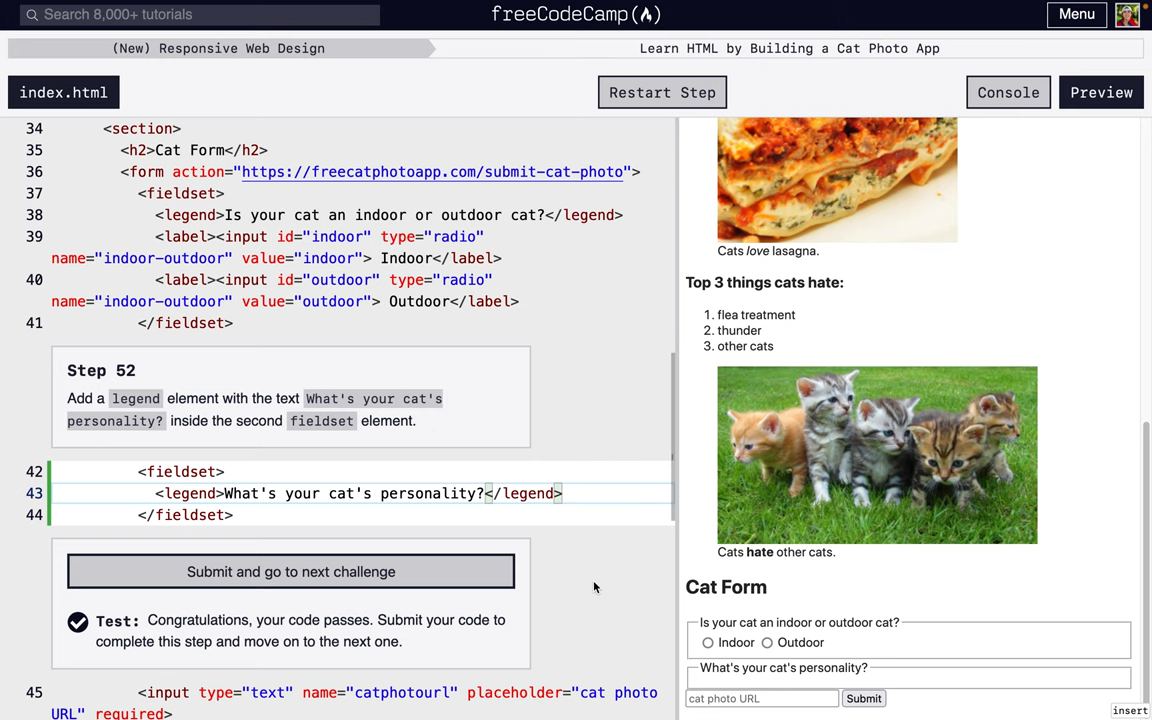 Search 8,000+ tutorials
freeCodeCamp
Menu
(New) Responsive Web Design
Learn HTML by Building a Cat Photo App
index.html
Restart Step
Console
Preview
34 <section>
35 <h2>Cat Form</h2>
36 <form action="https://freecatphotoapp.com/submit-cat-photo">
37 <fieldset>
38 <legend>Is your cat an indoor or outdoor cat?</legend>
39 <label><input id="indoor" type="radio"
name="indoor-outdoor" value="indoor"> Indoor</label>
40 <label><input id="outdoor" type="radio"
name="indoor-outdoor" value="outdoor"> Outdoor</label>
41 </fieldset>
Step 52
Add a legend element with the text What's your cat's
personality? inside the second fieldset element.
42 <fieldset>
43 <legend>What's your cat's personality?</legend>
44 </fieldset>
Submit and go to next challenge
Test: Congratulations, your code passes. Submit your code to
complete this step and move on to the next one.
45 <input type="text" name="catphotourl" placeholder="cat photo
URL" required>
Cats love lasagna.
Top 3 things cats hate:
1. flea treatment
2. thunder
3. other cats
Cats hate other cats.
Cat Form
Is your cat an indoor or outdoor cat?
Indoor Outdoor
What's your cat's personality?
cat photo URL Submit
insert